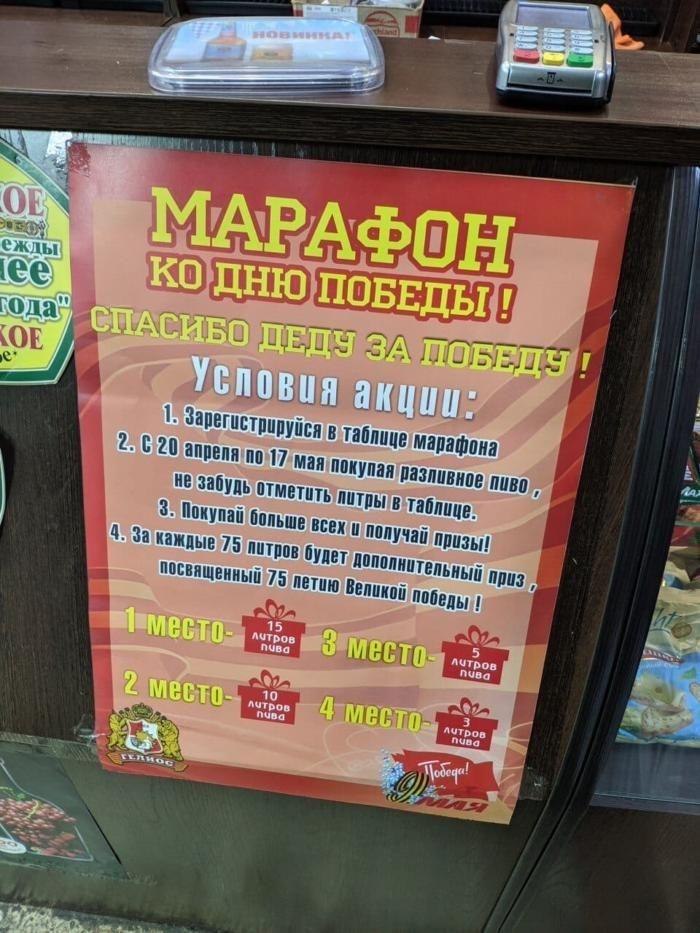 НОВИНКА!
МАРАФОН
КО ДНЮ ПОБЕДЫ !
СПАСИБО ДЕДУ ЗА ПОБЕДУ !
Условия акции:
1. Зарегистрируйся в таблице марафона
2. С 20 апреля по 17 мая покупая разливное пиво ,
не забудь отметить литры в таблице.
3. Покупай больше всех и получай призы!
4. За каждые 75 литров будет дополнительный приз ,
посвященный 75 летию Великой победы !
1 место- 15 литров пива
3 место- 5 литров пива
2 место- 10 литров пива
4 место- 3 литров пива
ГЕЛИОС
Победа!
9 МАЯ